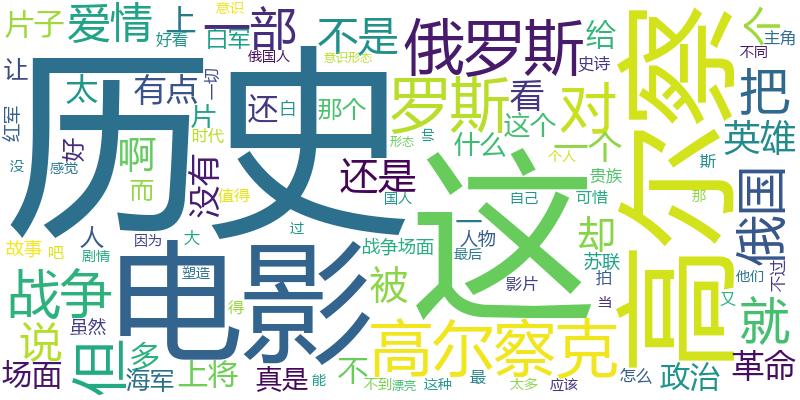 片子
爱情
上
意识
好看
白军
一部
俄国人
不是
意识形态
俄罗斯
给
史诗
高尔察
个
主角
不同
让
太
有点
一切
历史
片
还
白
那个
罗斯
看
对
这个
把
英雄
红军
好
没
感觉
啊
时代
没有
形态
帅
什么
一个
个人
斯
贵族
而
值得
还是
国人
这
自己
可惜
那
俄国
故事
吧
人
剧情
因为
大
过
电影
战争场面
一
人物
最后
却
苏联
他们
不过
战争
塑造
被
影片
拍
当
又
就
说
虽然
但
多
得
高尔察克
场面
海军
上将
真是
能
不
不到
漂亮
这种
最
太多
应该
怎么
政治
革命